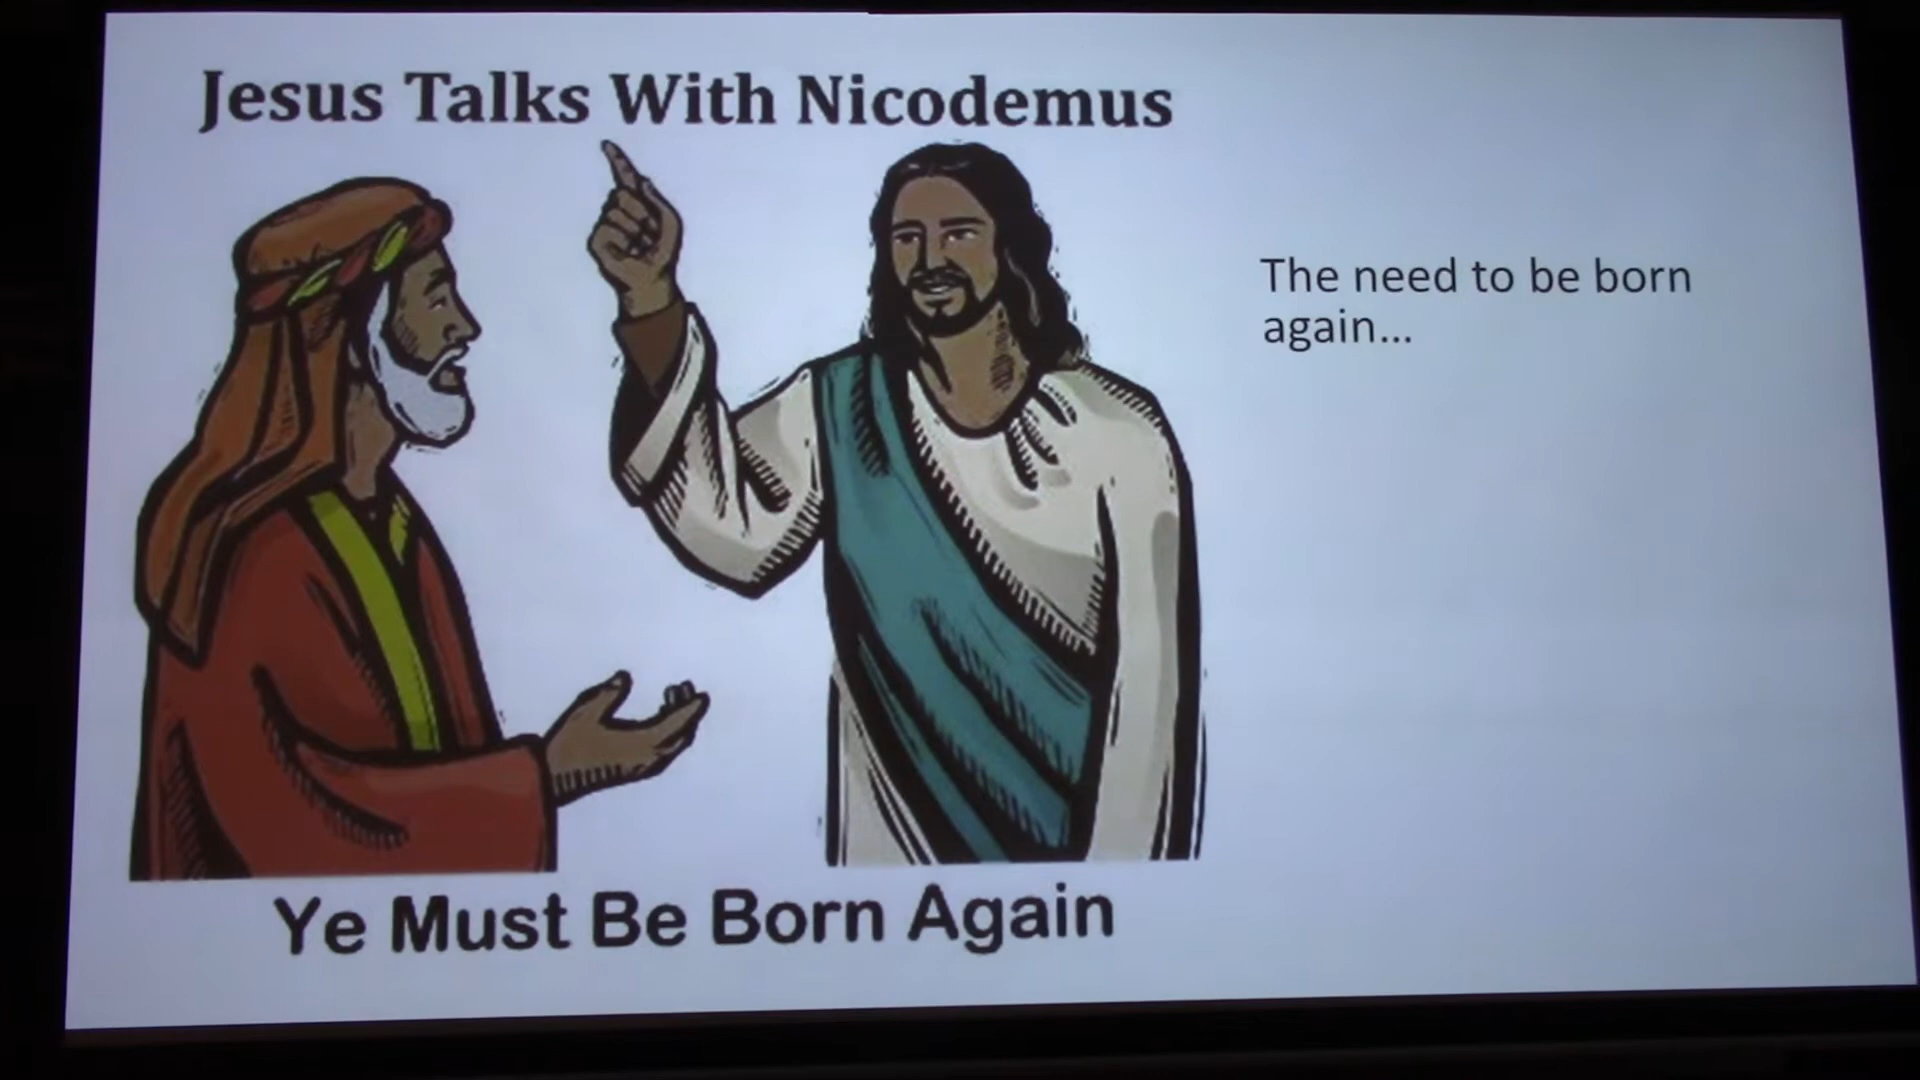 Jesus Talks With Nicodemus
The need to be born
again...
Ye Must Be Born Again